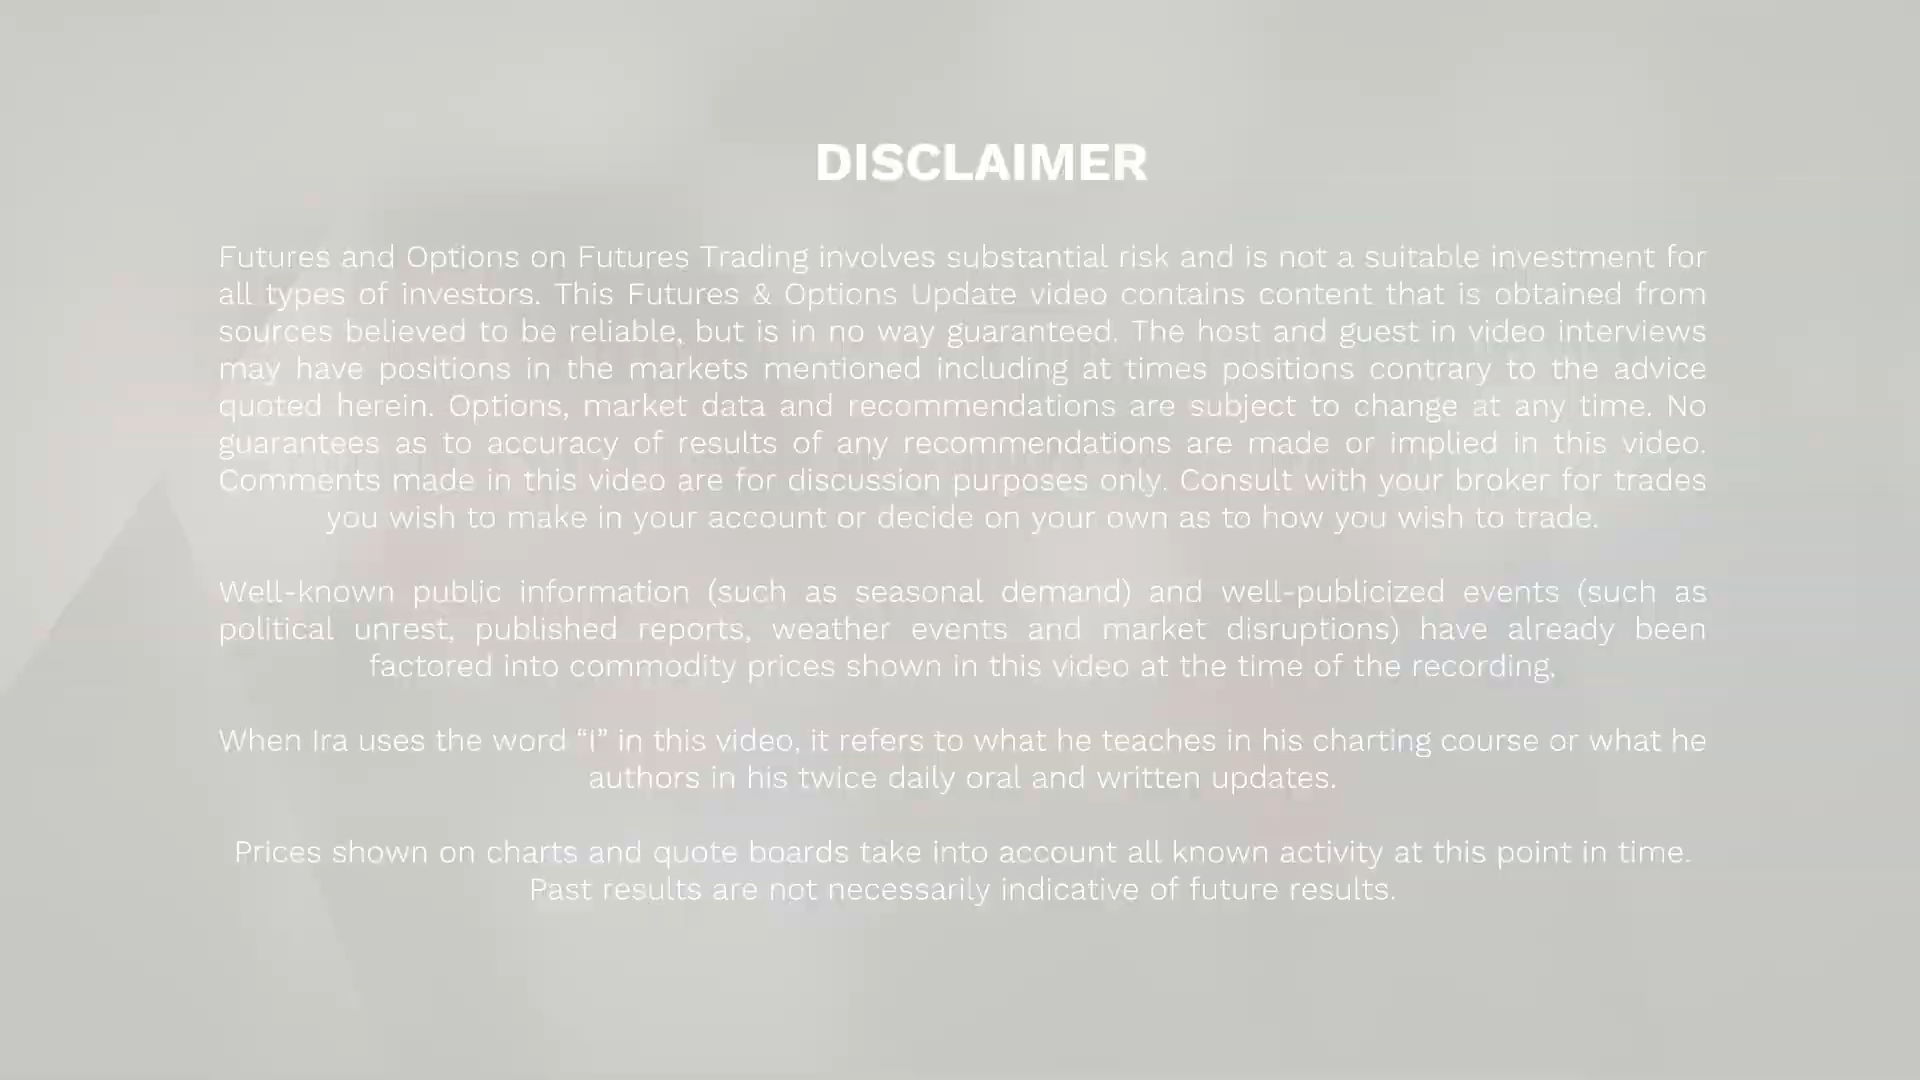 DISCLAIMER
Futures and Options on Futures Trading involves substantial risk and is not a suitable investment for
all types of investors. This Futures & Options Update video contains content that is obtained from
sources believed to be reliable, but is in no way guaranteed. The host and guest in video interviews
may have positions in the markets mentioned including at times positions contrary to the advice
quoted herein. Options, market data and recommendations are subject to change at any time. No
guarantees as to accuracy of results of any recommendations are made or implied in this video.
Comments made in this video are for discussion purposes only. Consult with your broker for trades
you wish to make in your account or decide on your own as to how you wish to trade.
Well-known public information (such as seasonal demand) and well-publicized events (such as
political unrest, published reports, weather events and market disruptions) have already been
factored into commodity prices shown in this video at the time of the recording.
When Ira uses the word “I” in this video, it refers to what he teaches in his charting course or what he
authors in his twice daily oral and written updates.
Prices shown on charts and quote boards take into account all known activity at this point in time.
Past results are not necessarily indicative of future results.